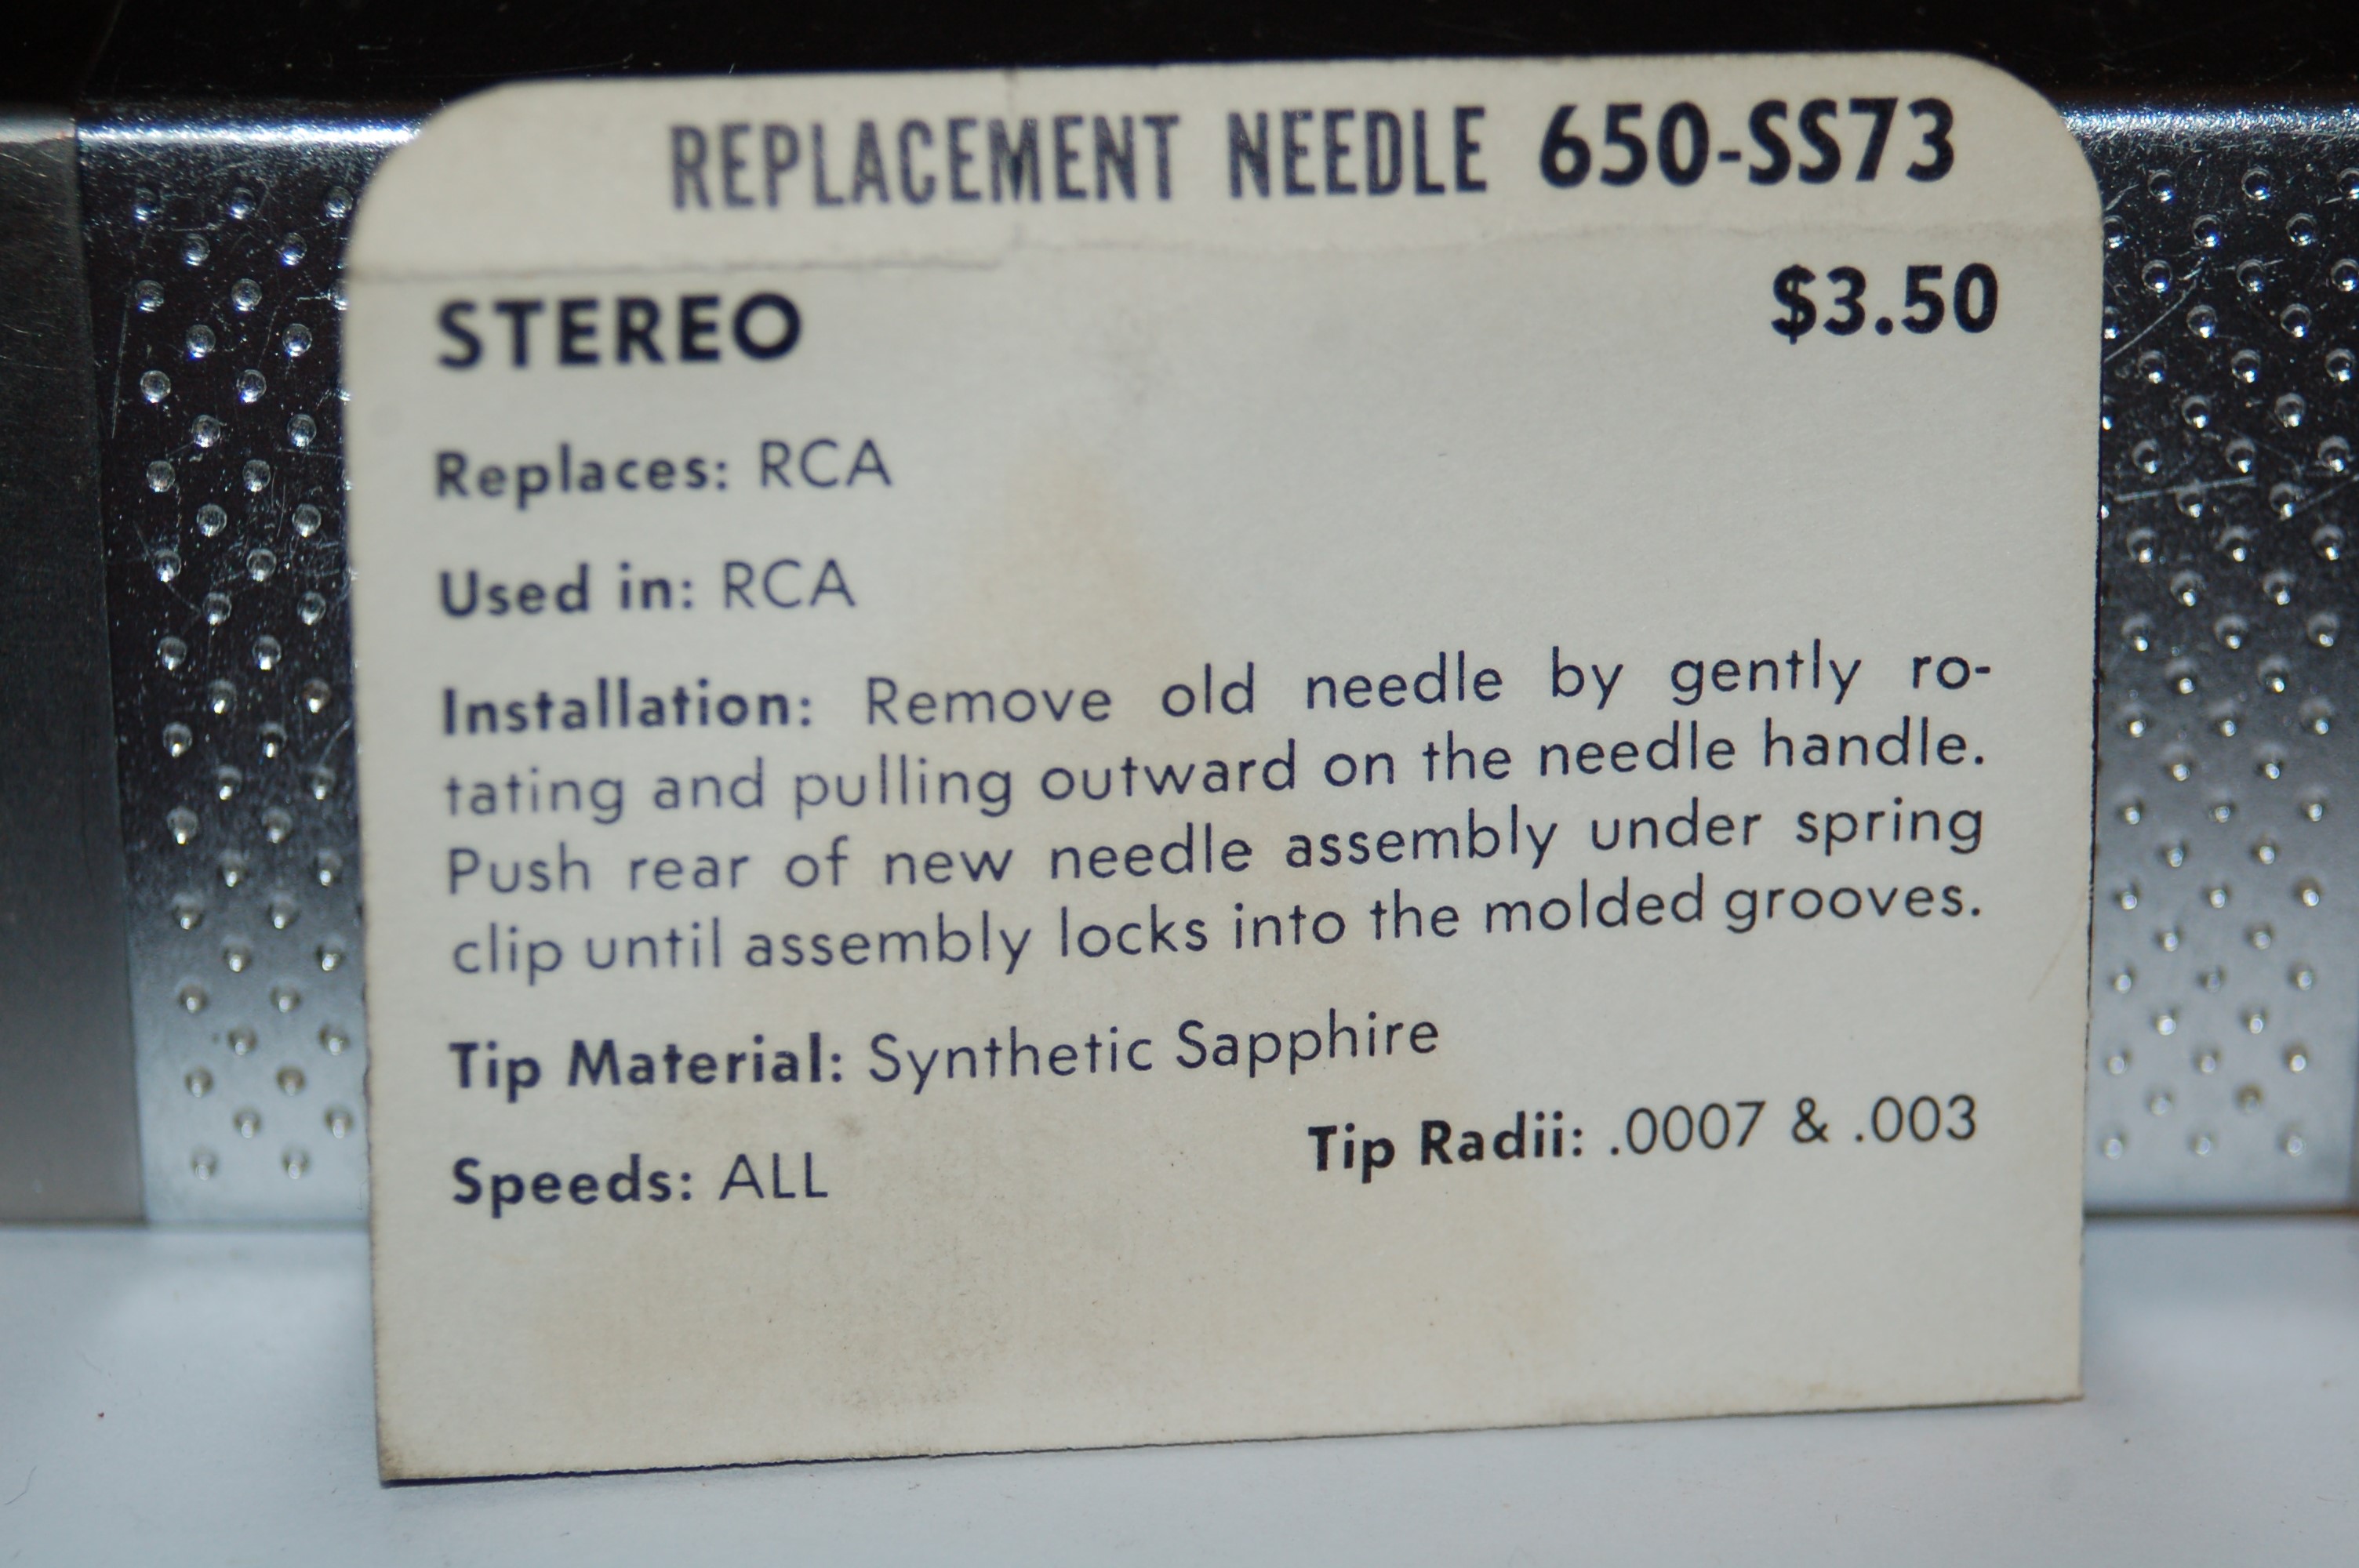 REPLACEMENT NEEDLE 650-SS73
STEREO $3.50
Replaces: RCA
Used in: RCA
Installation: Remove old needle by gently ro-
tating and pulling outward on the needle handle.
Push rear of new needle assembly under spring
clip until assembly locks into the molded grooves.
Tip Material: Synthetic Sapphire
Speeds: ALL Tip Radii: .0007 & .003